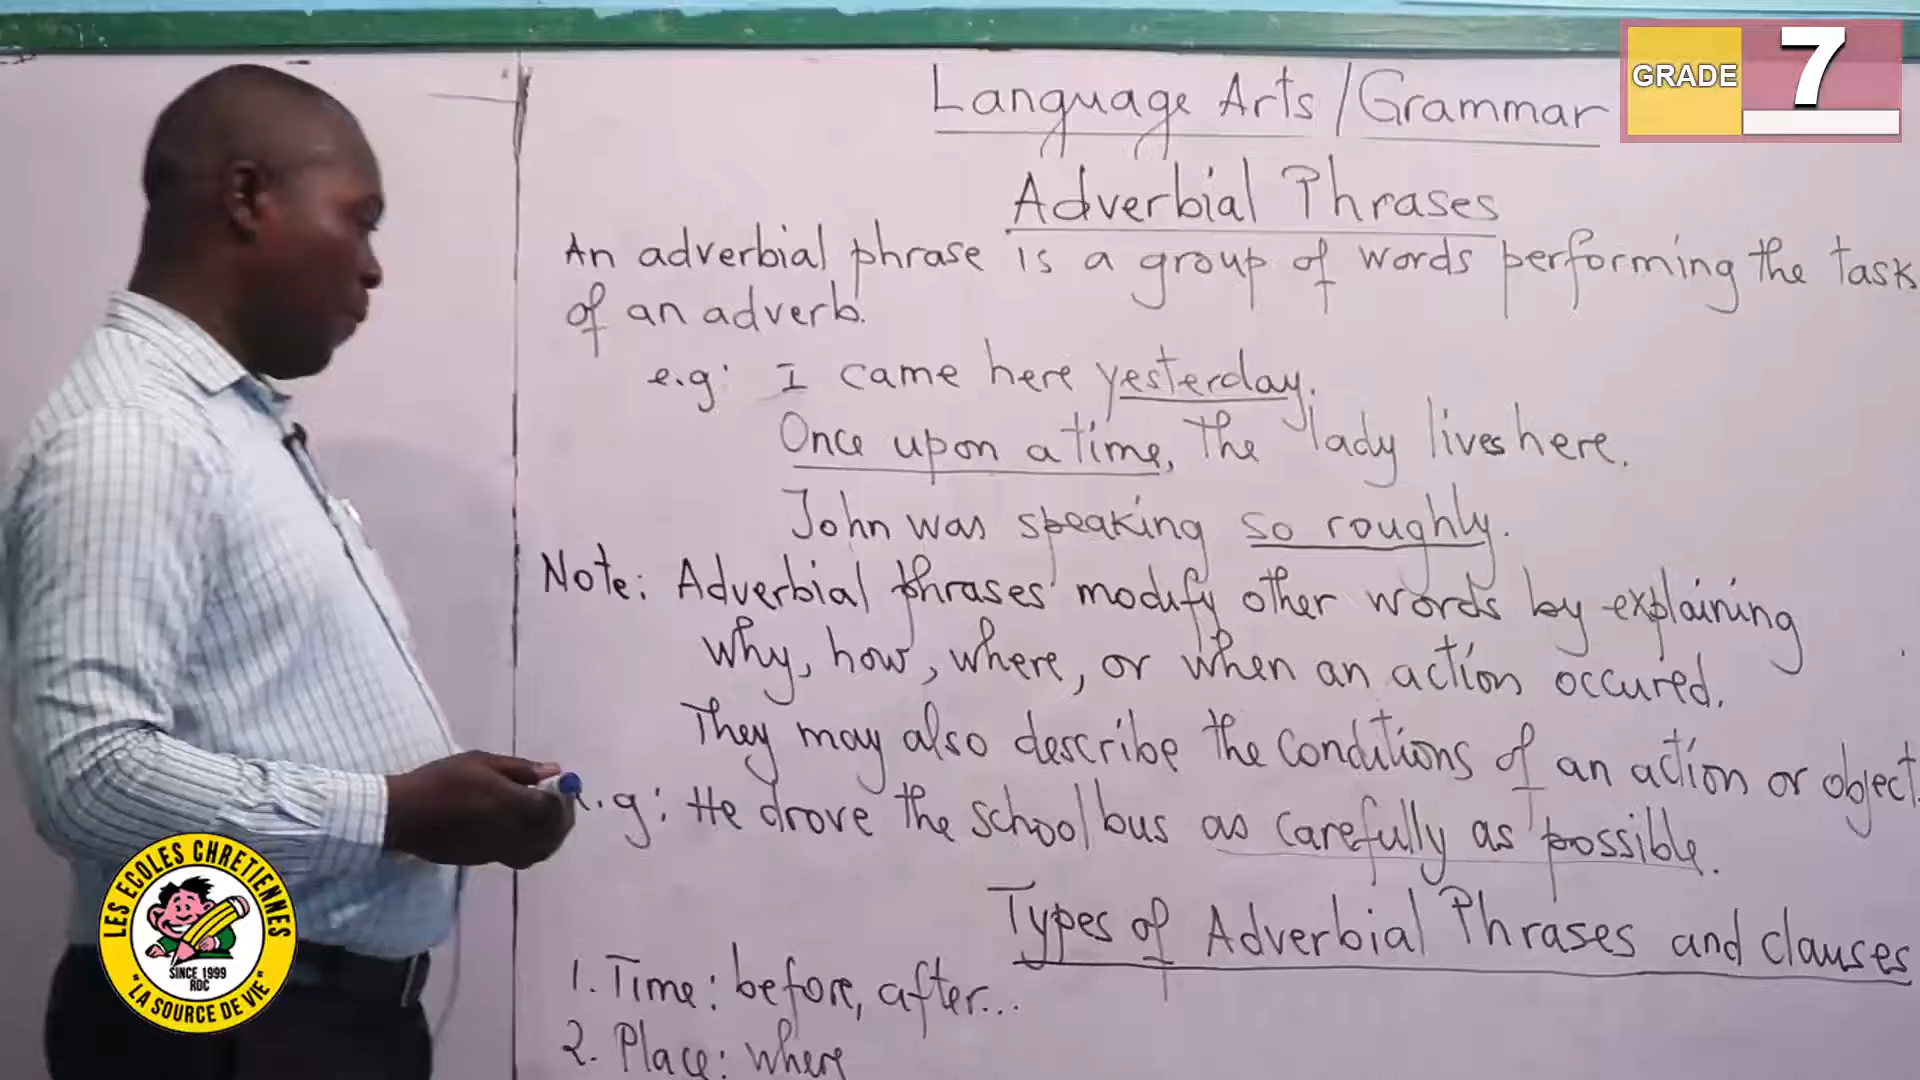 GRADE 7
Language Arts / Grammar
Adverbial Phrases
An adverbial phrase is a group of words performing the task
of an adverb.
e.g: I came here yesterday.
Once upon a time, the lady lives here.
John was speaking so roughly.
Note: Adverbial phrases modify other words by explaining
why, how, where, or when an action occured.
They may also describe the conditions of an action or object.
e.g: He drove the school bus as carefully as possible.
Types of Adverbial Phrases and clauses
1. Time: before, after...
2. Place: where
LES ECOLES CHRETIENNES
SINCE 1999
RDC
"LA SOURCE DE VIE"